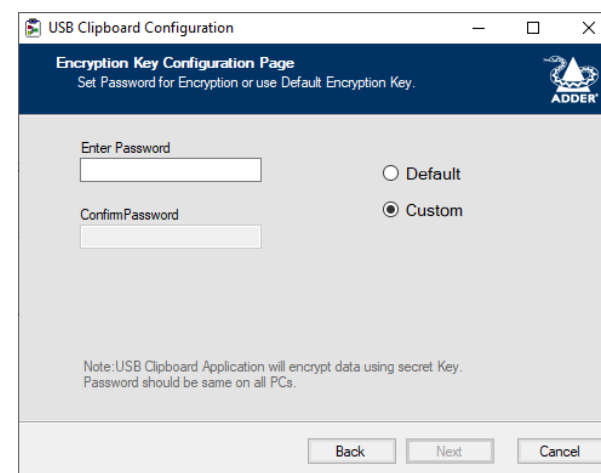 USB Clipboard Configuration
Encryption Key Configuration Page
Set Password for Encryption or use Default Encryption Key.
ADDER®
Enter Password
Default
ConfirmPassword
Custom
Note:USB Clipboard Application will encrypt data using secret Key.
Password should be same on all PCs.
Back
Next
Cancel